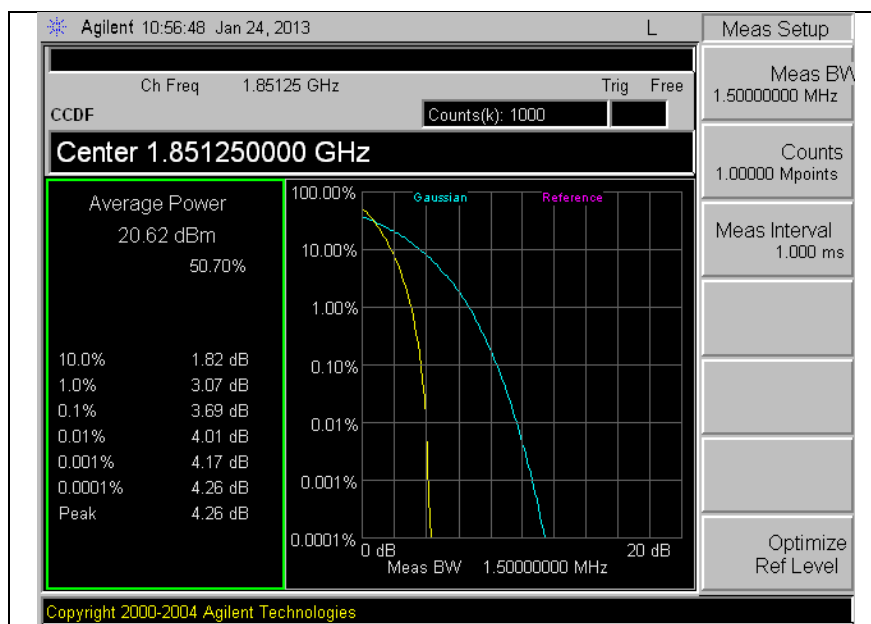 Agilent 10:56:48 Jan 24, 2013 L
Meas Setup
Ch Freq 1.85125 GHz Trig Free
CCDF Counts(k): 1000
Center 1.851250000 GHz
Average Power
20.62 dBm
50.70%
10.0% 1.82 dB
1.0% 3.07 dB
0.1% 3.69 dB
0.01% 4.01 dB
0.001% 4.17 dB
0.0001% 4.26 dB
Peak 4.26 dB
Gaussian Reference
100.00%
10.00%
1.00%
0.10%
0.01%
0.001%
0.0001%
0 dB 20 dB
Meas BW 1.50000000 MHz
Meas BW
1.50000000 MHz
Counts
1.00000 Mpoints
Meas Interval
1.000 ms
Optimize
Ref Level
Copyright 2000-2004 Agilent Technologies